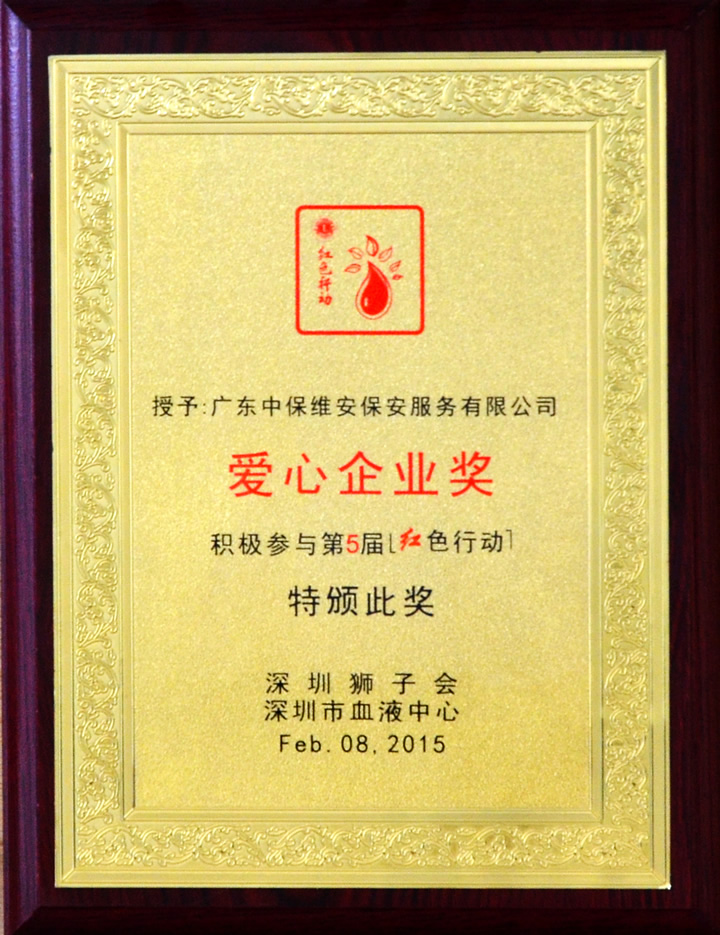 红色行动
授予:广东中保维安保安服务有限公司
爱心企业奖
积极参与第5届[红色行动]
特颁此奖
深圳狮子会
深圳市血液中心
Feb.08,2015